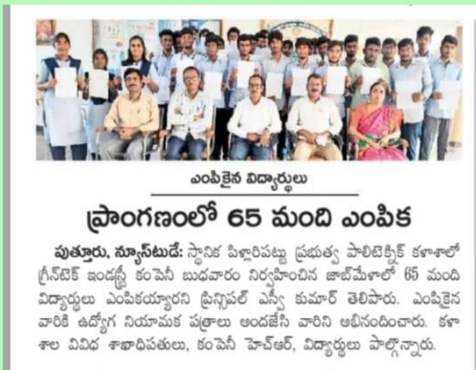 ఎంపికైన విద్యార్థులు
ప్రాంగణంలో 65 మంది ఎంపిక
పుత్తూరు, న్యూస్‌టుడే: స్థానిక పిళ్లారిపట్టు ప్రభుత్వ పాలిటెక్నిక్ కళాశాలలో
గ్రీన్‌టెక్ ఇండస్ట్రీ కంపెనీ బుధవారం నిర్వహించిన జాబ్‌మేళాలో 65 మంది
విద్యార్థులు ఎంపికయ్యారని ప్రిన్సిపల్ ఎస్వీ కుమార్ తెలిపారు. ఎంపికైన
వారికి ఉద్యోగ నియామక పత్రాలు అందజేసి వారిని అభినందించారు. కళా
శాల వివిధ శాఖాధిపతులు, కంపెనీ హెచ్ఆర్, విద్యార్థులు పాల్గొన్నారు.